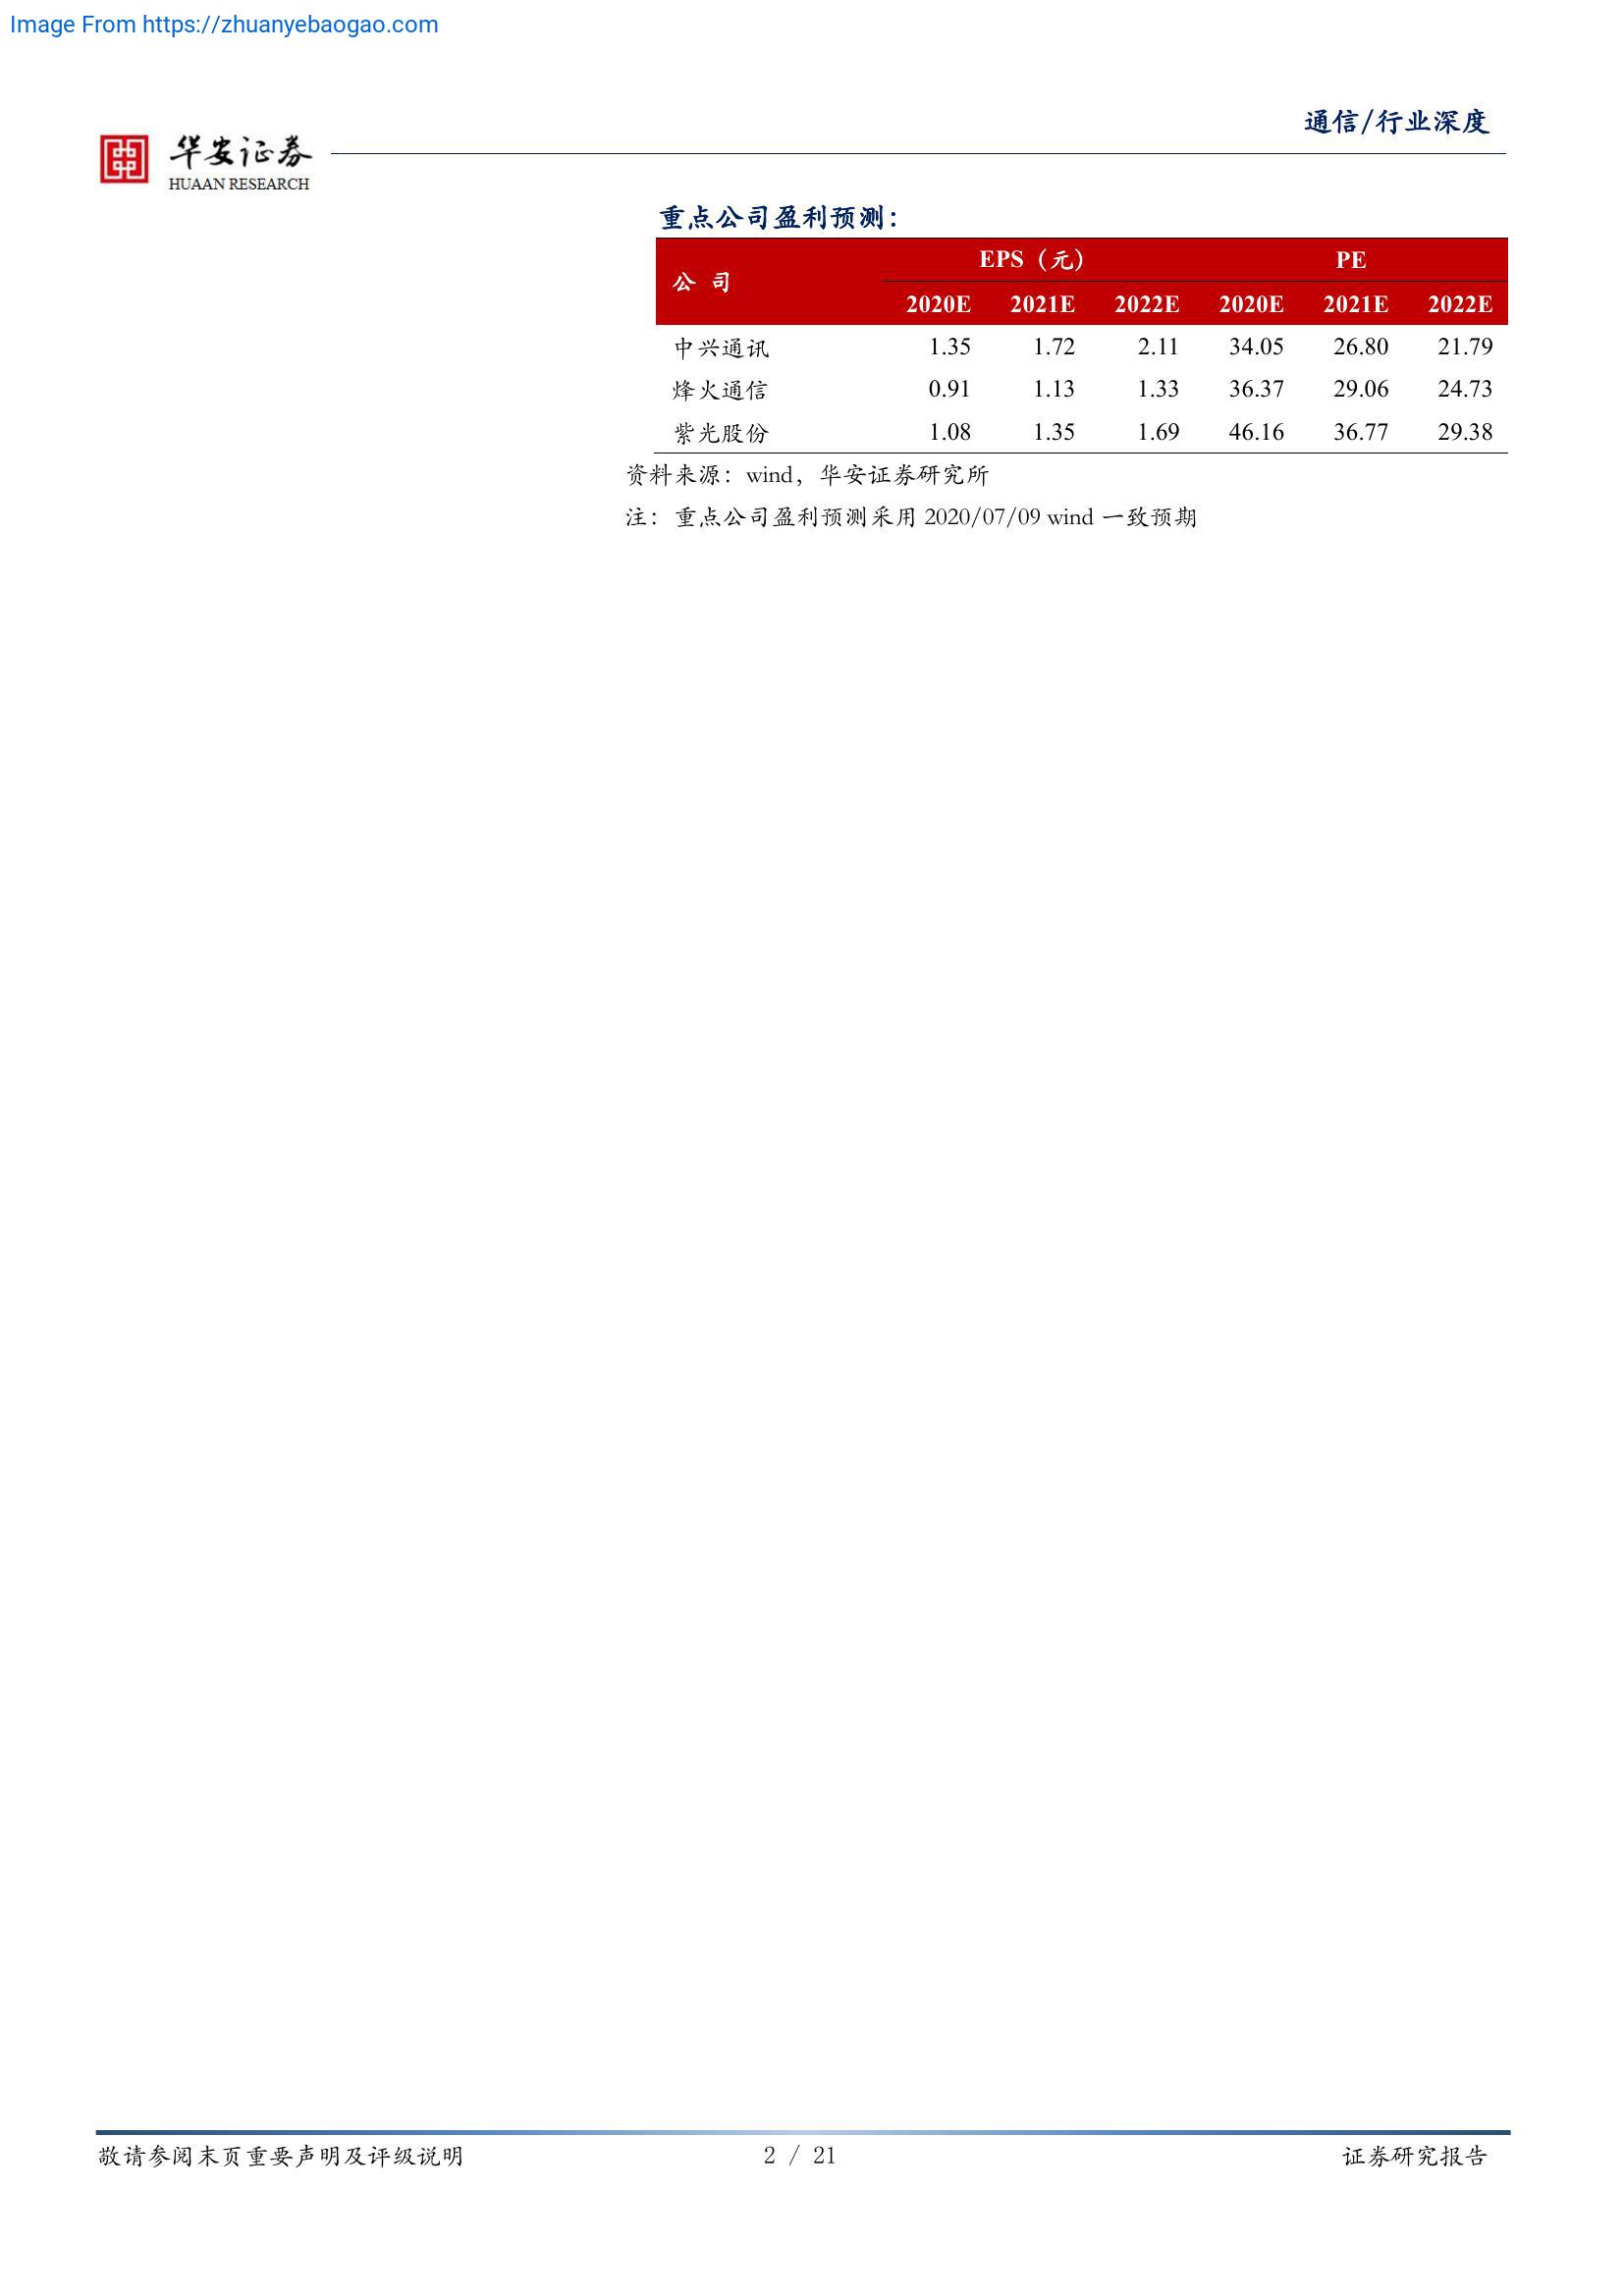 Image From https://zhuanyebaogao.com
通信/行业深度
华安证券
HUAAN RESEARCH
重点公司盈利预测：
公 司 EPS（元） PE
2020E 2021E 2022E 2020E 2021E 2022E
中兴通讯 1.35 1.72 2.11 34.05 26.80 21.79
烽火通信 0.91 1.13 1.33 36.37 29.06 24.73
紫光股份 1.08 1.35 1.69 46.16 36.77 29.38
资料来源：wind，华安证券研究所
注：重点公司盈利预测采用 2020/07/09 wind 一致预期
敬请参阅末页重要声明及评级说明 2 / 21 证券研究报告